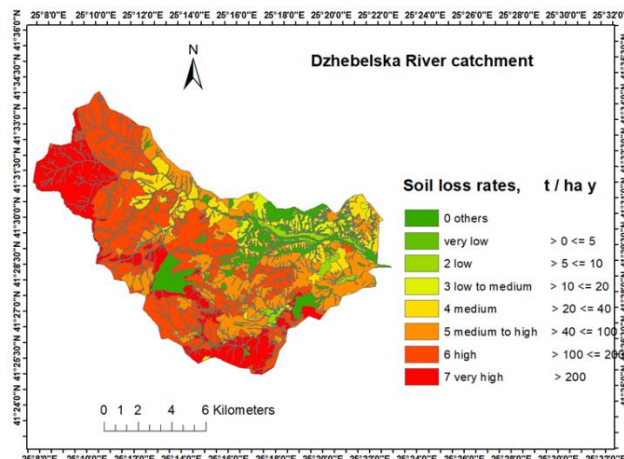 25°8'0"E 25°10'0"E 25°12'0"E 25°14'0"E 25°16'0"E 25°18'0"E 25°20'0"E 25°22'0"E 25°24'0"E 25°26'0"E 25°28'0"E 25°30'0"E 25°32'0"E
41°36'0"N
41°34'30"N
41°33'0"N
41°31'30"N
41°30'0"N
41°28'30"N
41°27'0"N
41°25'30"N
41°24'0"N
N
Dzhebelska River catchment
Soil loss rates, t / ha y
0 others
very low > 0 <= 5
2 low > 5 <= 10
3 low to medium > 10 <= 20
4 medium > 20 <= 40
5 medium to high > 40 <= 100
6 high > 100 <= 200
7 very high > 200
0 1 2 4 6 Kilometers